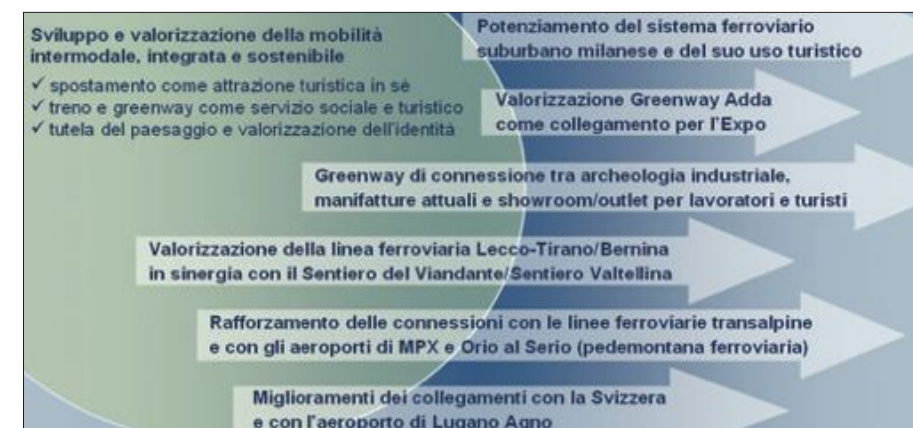 Sviluppo e valorizzazione della mobilità
intermodale, integrata e sostenibile
✓ spostamento come attrazione turistica in sé
✓ treno e greenway come servizio sociale e turistico
✓ tutela del paesaggio e valorizzazione dell'identità
Potenziamento del sistema ferroviario
suburbano milanese e del suo uso turistico
Valorizzazione Greenway Adda
come collegamento per l'Expo
Greenway di connessione tra archeologia industriale,
manifatture attuali e showroom/outlet per lavoratori e turisti
Valorizzazione della linea ferroviaria Lecco-Tirano/Bernina
in sinergia con il Sentiero del Viandante/Sentiero Valtellina
Rafforzamento delle connessioni con le linee ferroviarie transalpine
e con gli aeroporti di MPX e Orio al Serio (pedemontana ferroviaria)
Miglioramenti dei collegamenti con la Svizzera
e con l'aeroporto di Lugano Agno